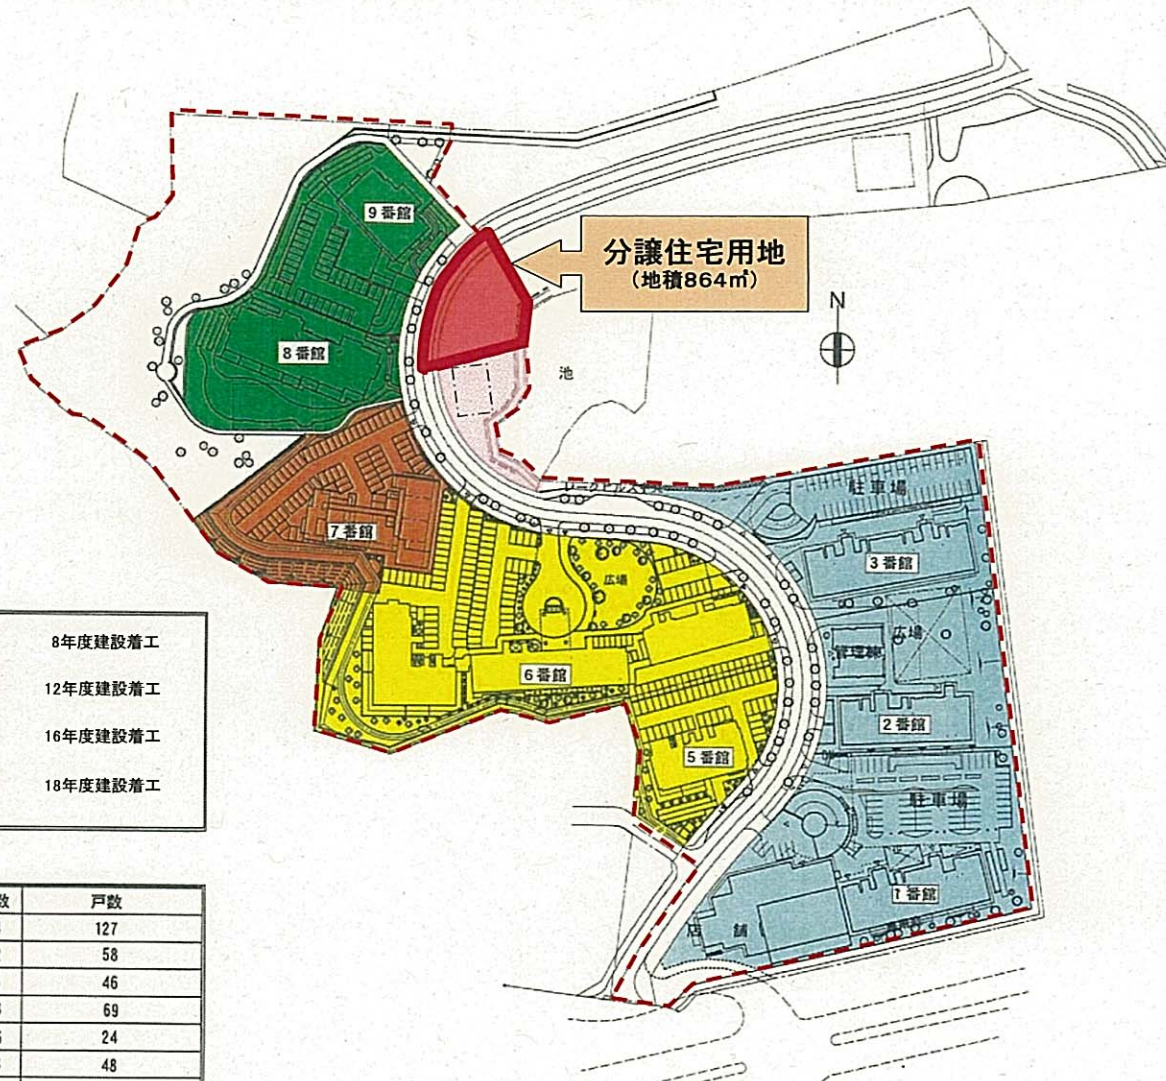 9番館
分譲住宅用地
(地積864㎡)
N
8番館
池
駐車場
7番館
3番館
広場
広場
管理棟
6番館
2番館
5番館
駐車場
1番館
店 舗
8年度建設着工
12年度建設着工
16年度建設着工
18年度建設着工
数 戸数
127
58
46
69
24
48